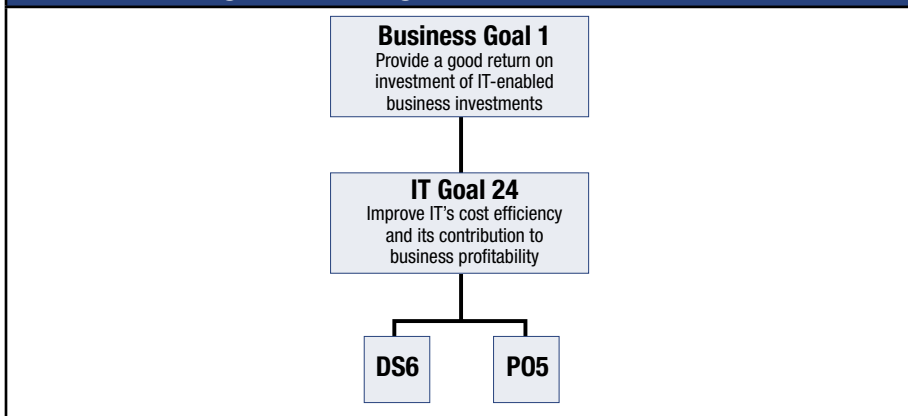 Business Goal 1
Provide a good return on
investment of IT-enabled
business investments
IT Goal 24
Improve IT's cost efficiency
and its contribution to
business profitability
DS6
PO5